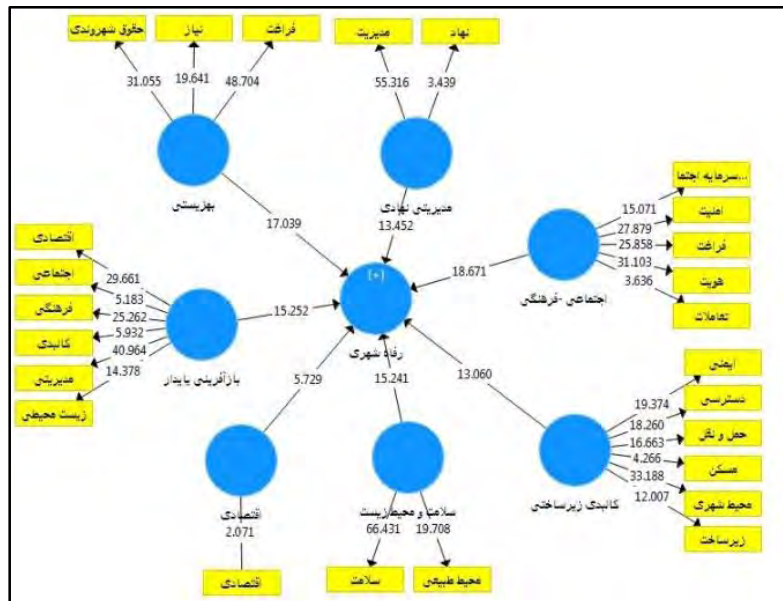 حقوق شهروندی
نیاز
فراغت
31.055
19.641
48.704
بهزیستی
مدیریت
نهاد
55.316
3.439
مدیریتی نهادی
سرمایه اجتما...
امنیت
فراغت
هویت
تعاملات
15.071
27.879
25.858
31.103
3.636
اجتماعی -فرهنگی
17.039
13.452
18.671
[+]
رفاه شهری
اقتصادی
اجتماعی
فرهنگی
کالبدی
مدیریتی
زیست محیطی
29.661
5.183
25.262
5.932
40.964
14.378
بازآفرینی پایدار
15.252
5.729
15.241
13.060
ایمنی
دسترسی
حمل و نقل
مسکن
محیط شهری
زیرساخت
19.374
18.260
16.663
4.266
33.188
12.007
کالبدی زیرساختی
اقتصادی
2.071
اقتصادی
سلامت و محیط زیست
66.431
19.708
سلامت
محیط طبیعی